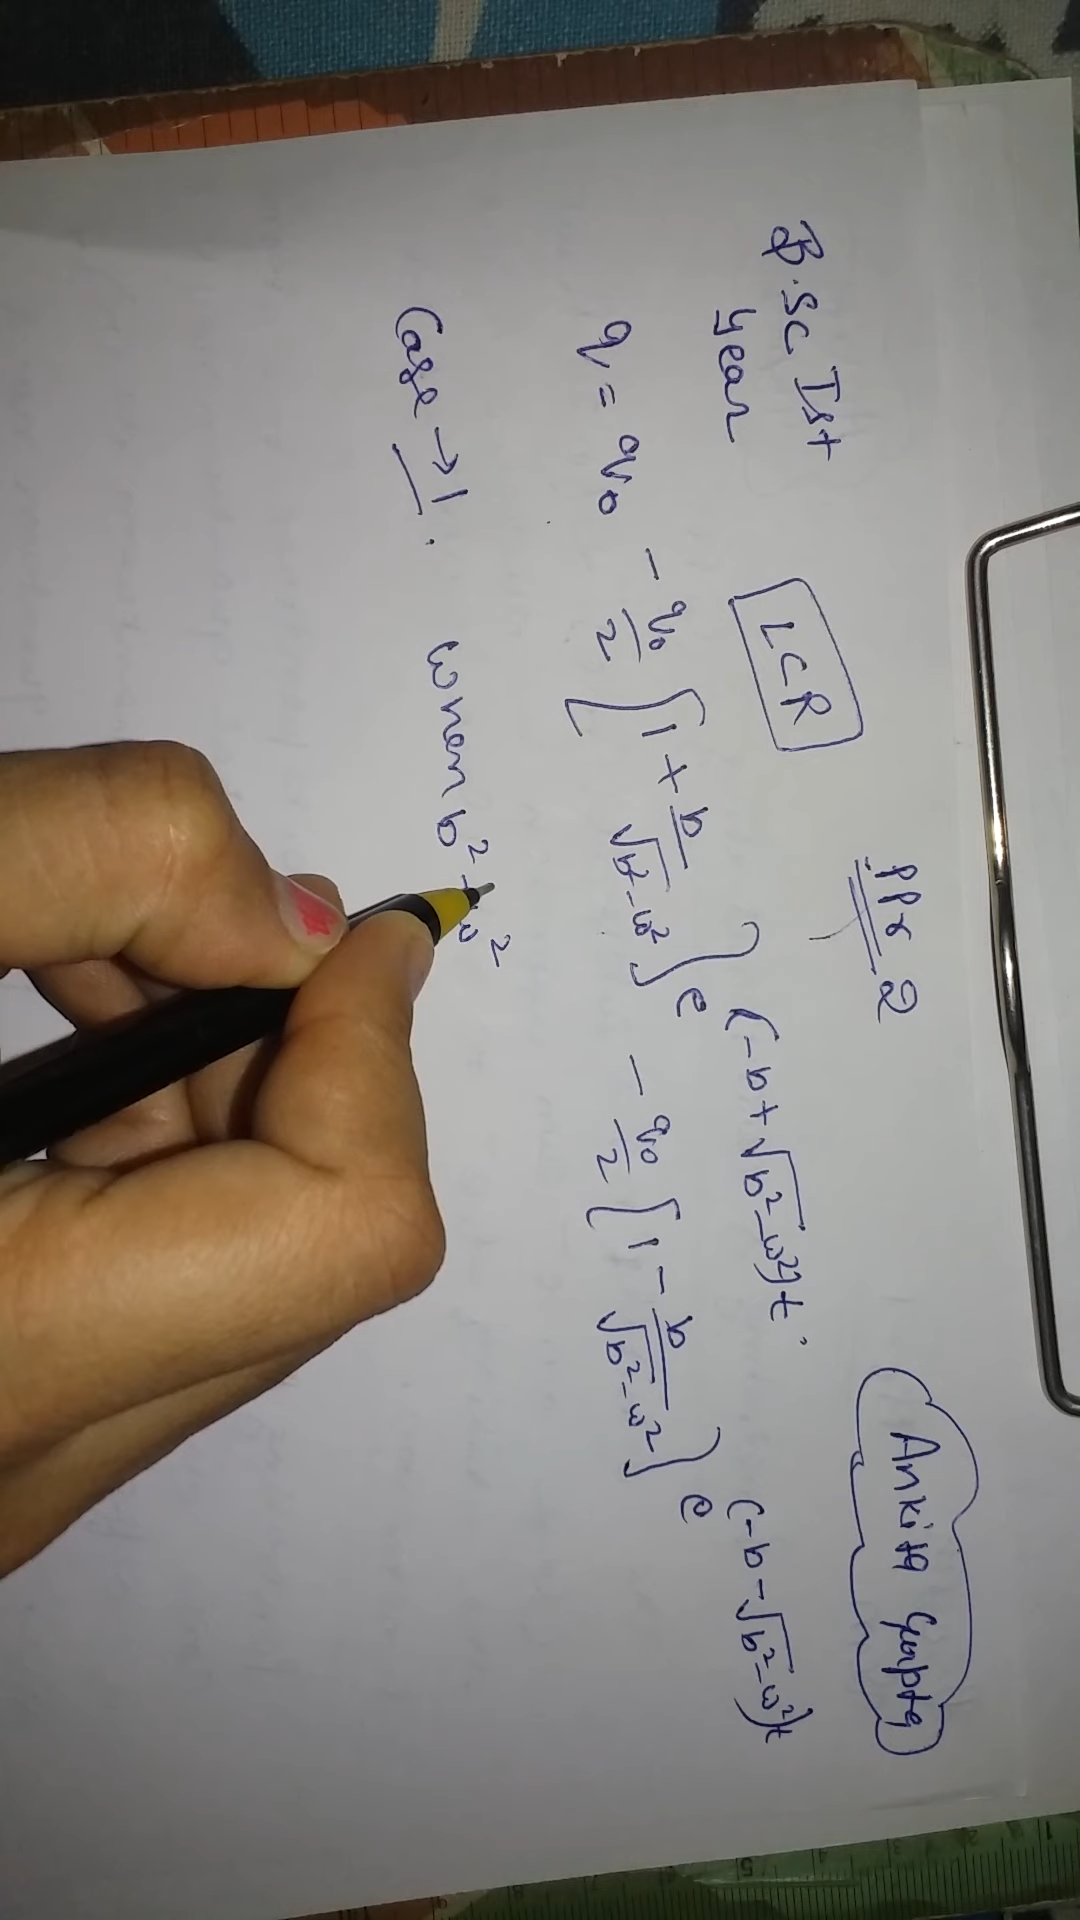 B.Sc Ist year
LCR
PPr 2
Ankita Gupta
q = q₀ - q₀/2 [1 + b/√b²-ω²] e^(-b+√b²-ω²)t - q₀/2 [1 - b/√b²-ω²] e^(-b-√b²-ω²)t
Case → 1. when b² ω²